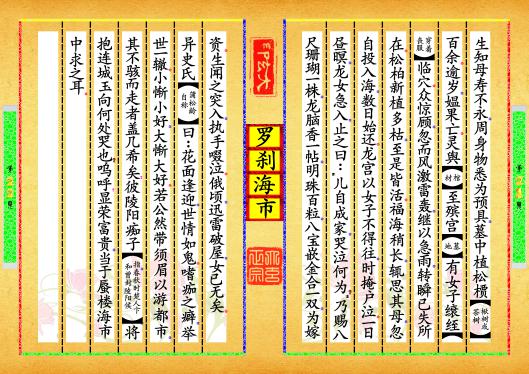 生知母寿不永周身物悉为预具墓中植松槚【楸树或茶树】
百余逾岁媪果亡灵舆【棺材】至殡宫【墓地】有女子缞绖
【穿着丧服】临穴众惊顾忽而风激雷轰继以急雨转瞬已失所
在松柏新植多枯至是皆活福海稍长辄思其母忽
自投入海数日始还龙宫以女子不得往时掩户泣一日
昼暝龙女急入止之曰：儿自成家哭泣何为乃赐八
尺珊瑚一株龙脑香一帖明珠百粒八宝嵌金合一双为嫁
罗刹海市
资生闻之突入执手啜泣俄顷迅雷破屋女已无矣
异史氏【蒲松龄自称】曰：花面逢迎世情如鬼嗜痂之癖举
世一辙小惭小好大惭大好若公然带须眉以游都市
其不骇而走者盖几希矣彼陵阳痴子【指春秋时楚人卞和曾封陵阳侯】将
抱连城玉向何处哭也呜呼显荣富贵当于蜃楼海市
中求之耳